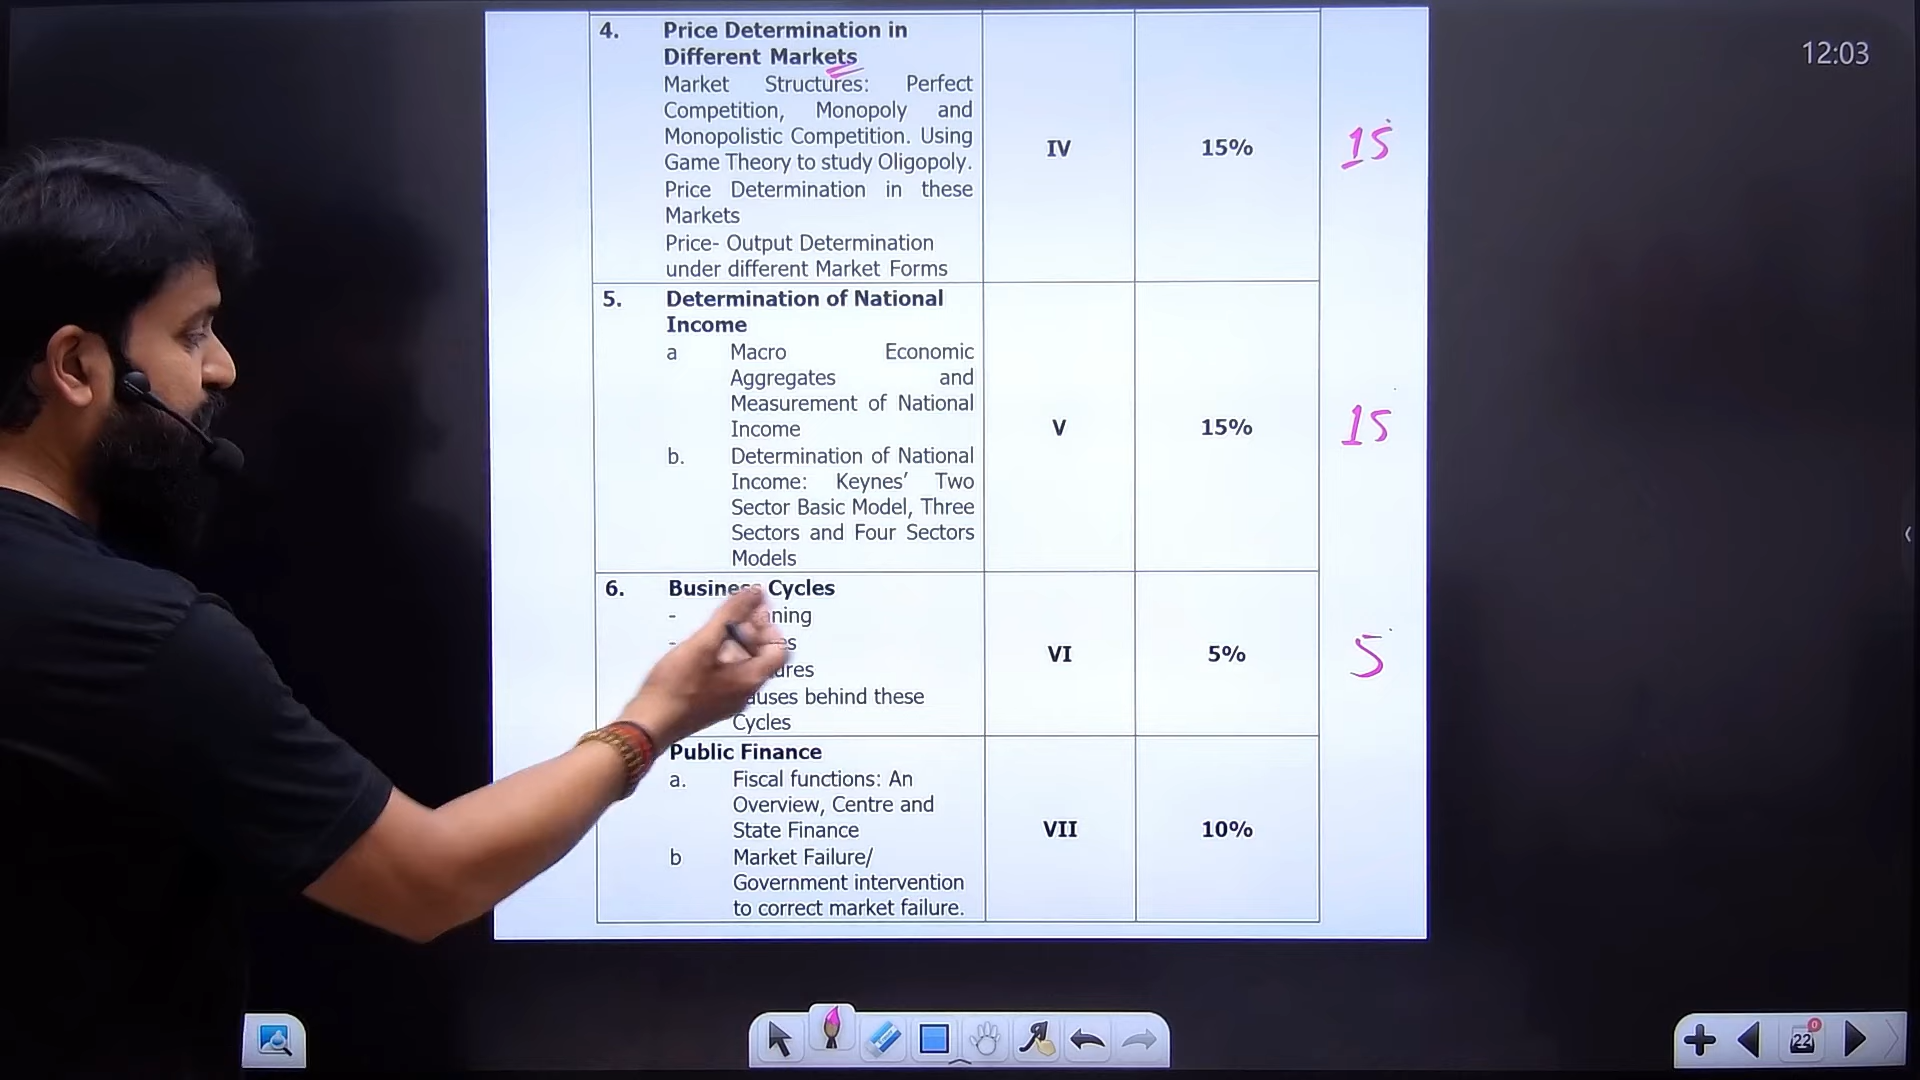 12:03
4. Price Determination in
Different Markets
Market Structures: Perfect
Competition, Monopoly and
Monopolistic Competition. Using
Game Theory to study Oligopoly.
Price Determination in these
Markets
Price- Output Determination
under different Market Forms
IV 15% 15
5. Determination of National
Income
a Macro Economic
Aggregates and
Measurement of National
Income
b. Determination of National
Income: Keynes’ Two
Sector Basic Model, Three
Sectors and Four Sectors
Models
V 15% 15
6. Business Cycles
-
-
behind these
Cycles
VI 5% 5
Public Finance
a. Fiscal functions: An
Overview, Centre and
State Finance
b Market Failure/
Government intervention
to correct market failure.
VII 10%
22
0